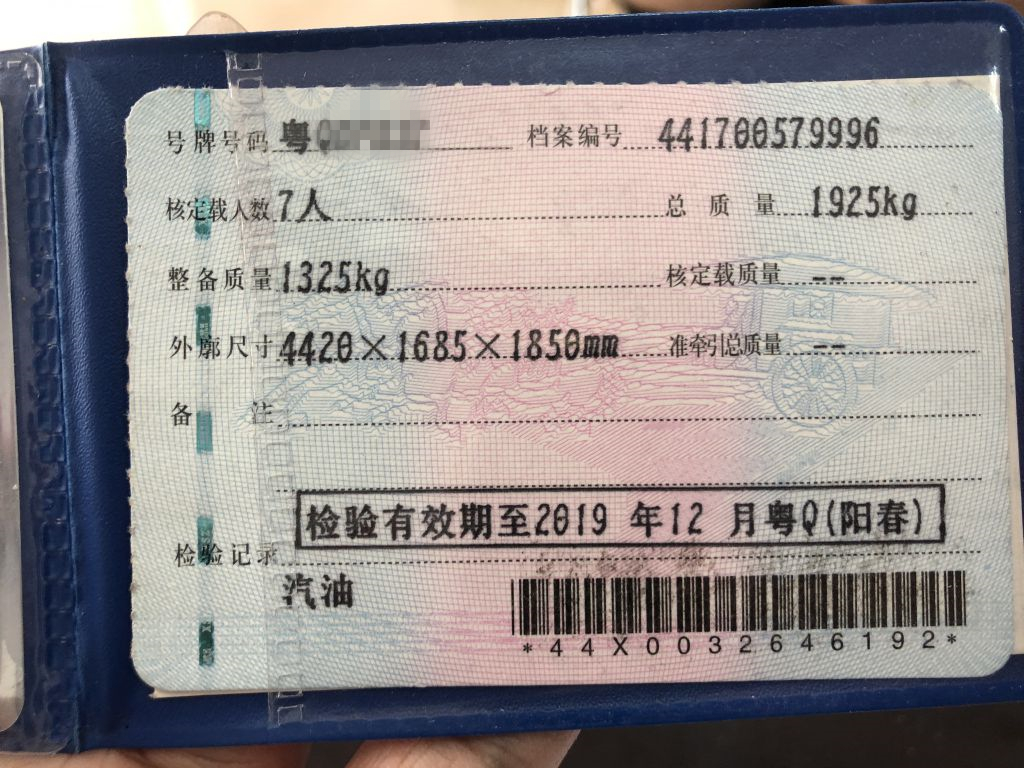 号牌号码 粤Q 档案编号 441700579996
核定载人数 7人 总质量 1925kg
整备质量 1325kg 核定载质量 --
外廓尺寸 4420×1685×1850mm 准牵引总质量 --
备注
检验有效期至2019 年12 月粤Q(阳春)
检验记录
汽油
*44X0032646192*